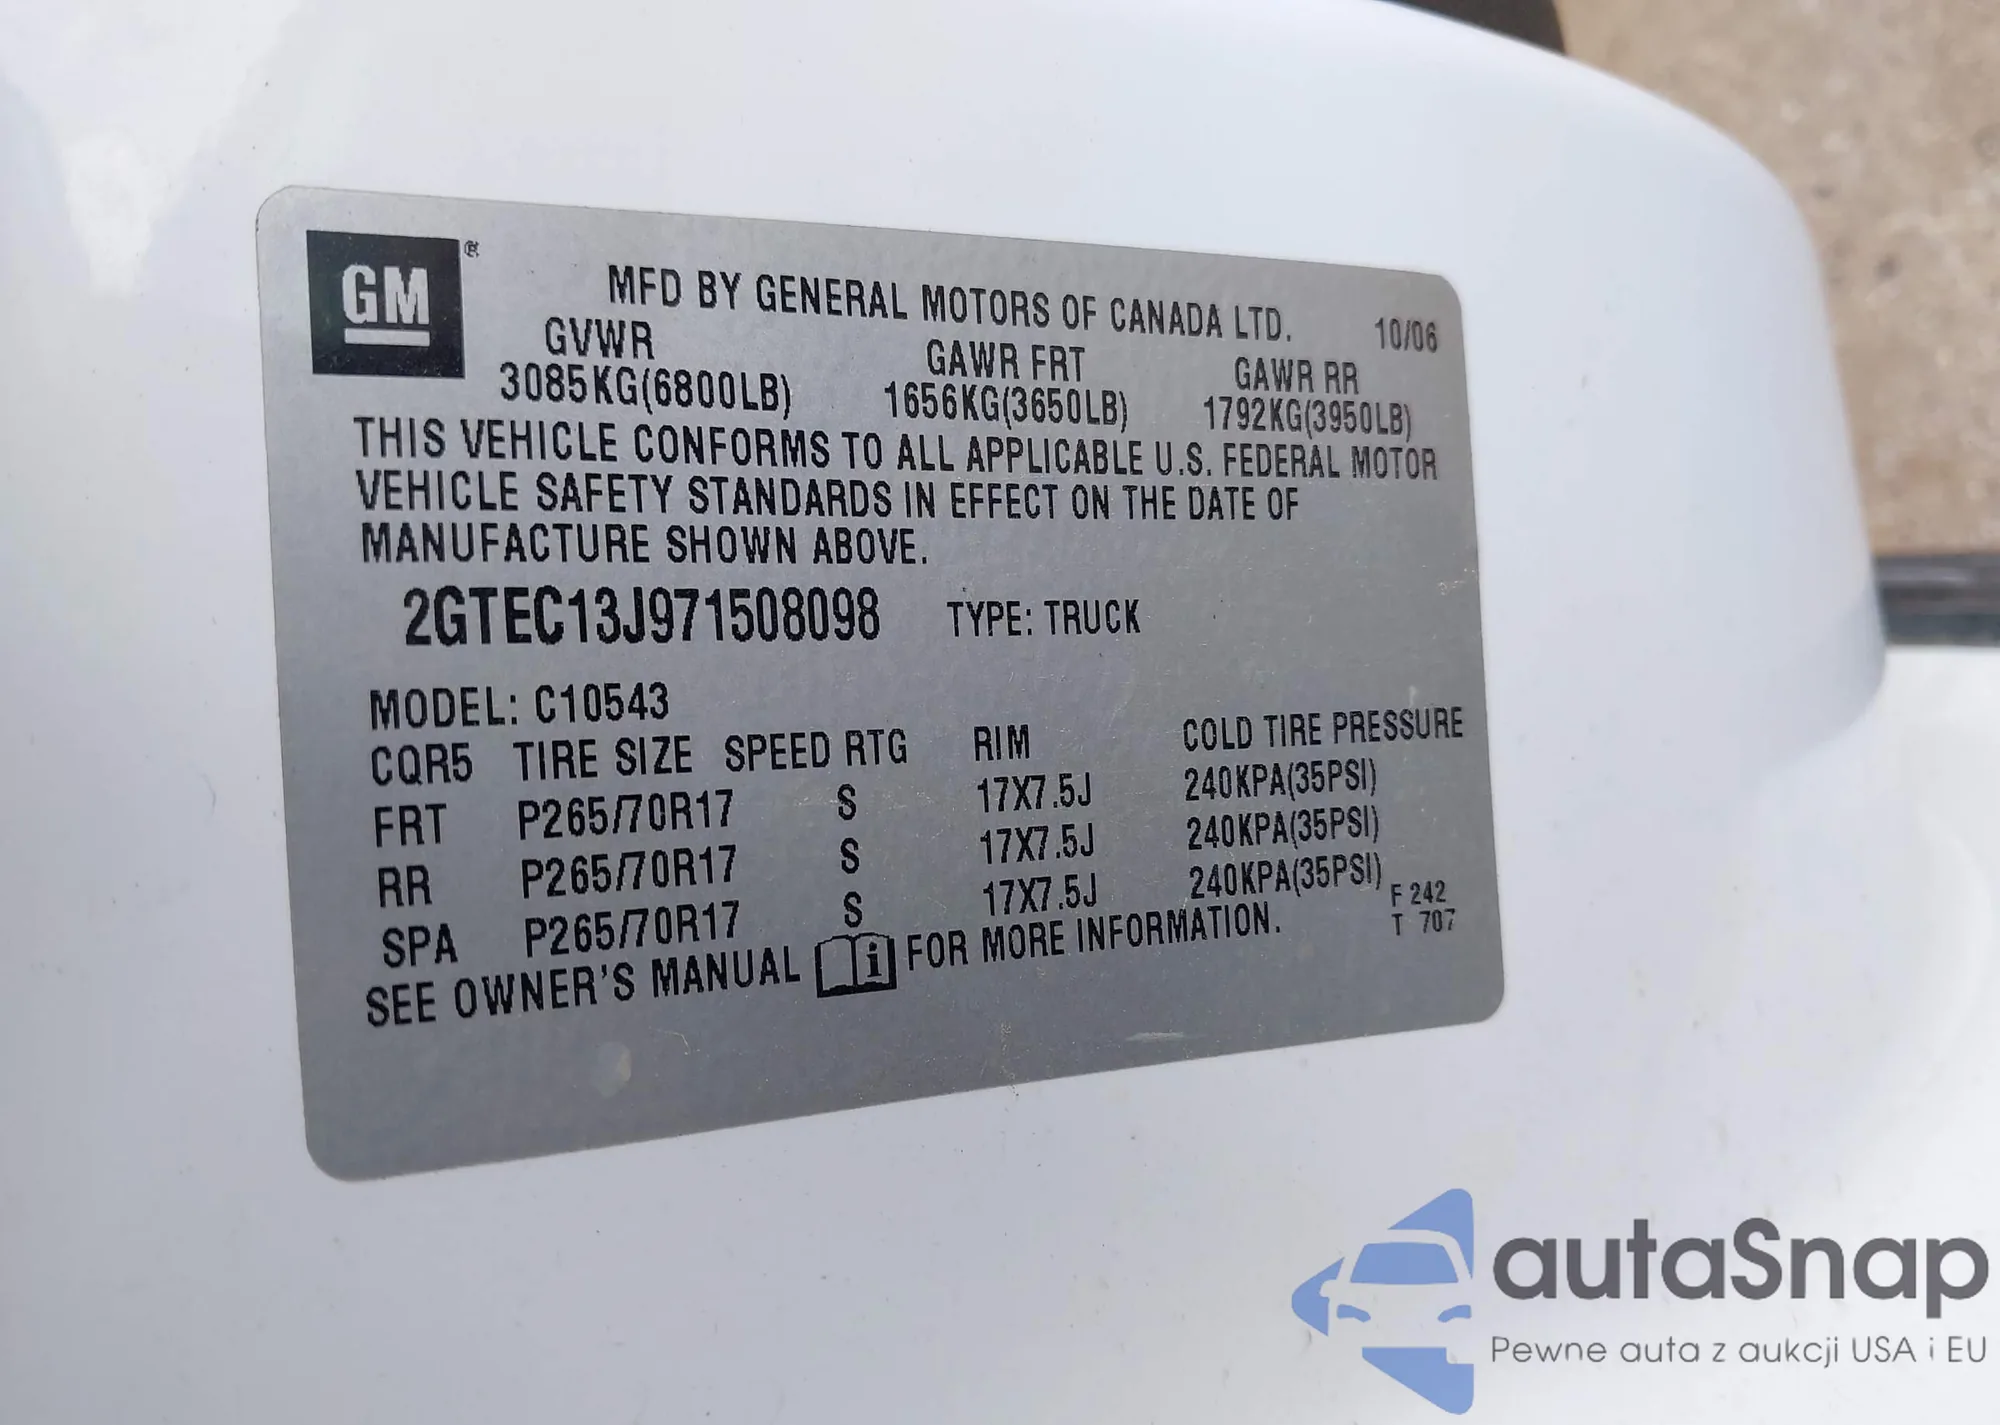 GM ®
MFD BY GENERAL MOTORS OF CANADA LTD. 10/06
GVWR GAWR FRT GAWR RR
3085KG(6800LB) 1656KG(3650LB) 1792KG(3950LB)
THIS VEHICLE CONFORMS TO ALL APPLICABLE U.S. FEDERAL MOTOR
VEHICLE SAFETY STANDARDS IN EFFECT ON THE DATE OF
MANUFACTURE SHOWN ABOVE.
2GTEC13J971508098 TYPE: TRUCK
MODEL: C10543
CQR5 TIRE SIZE SPEED RTG RIM COLD TIRE PRESSURE
FRT P265/70R17 S 17X7.5J 240KPA(35PSI)
RR P265/70R17 S 17X7.5J 240KPA(35PSI)
SPA P265/70R17 S 17X7.5J 240KPA(35PSI)
SEE OWNER'S MANUAL i FOR MORE INFORMATION.
F 242
T 707
autaSnap
Pewne auta z aukcji USA i EU